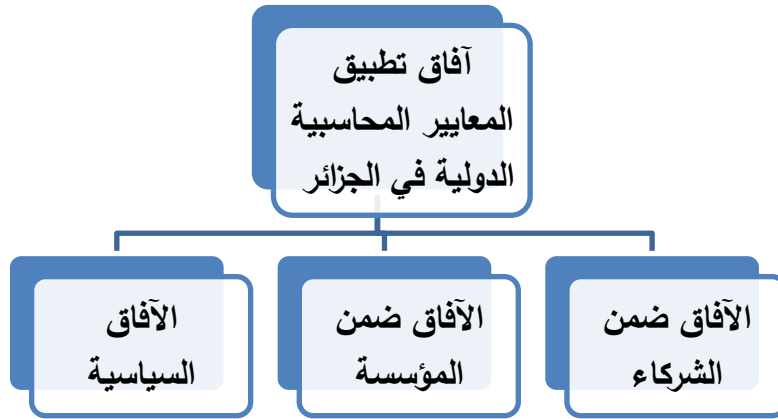 آفاق تطبيق
المعايير المحاسبية
الدولية في الجزائر
الآفاق ضمن
الشركاء
الآفاق ضمن
المؤسسة
الآفاق
السياسية